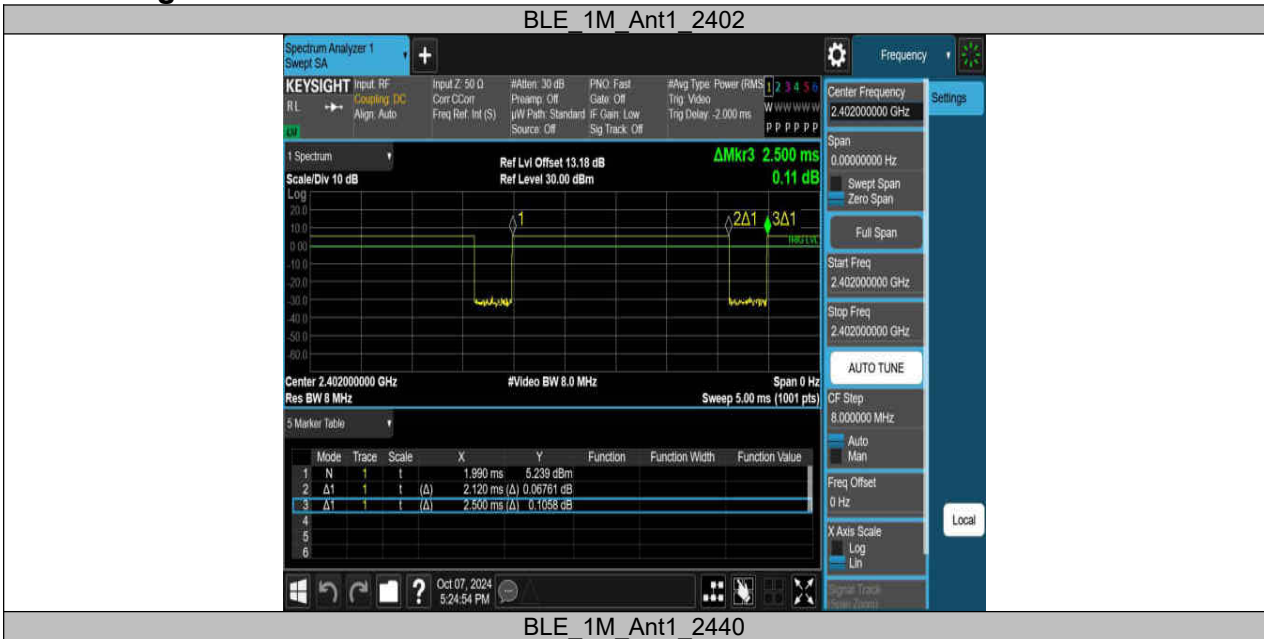 BLE_1M_Ant1_2402
Spectrum Analyzer 1
Swept SA
+
Frequency
KEYSIGHT
RL
Input: RF
Coupling: DC
Align: Auto
Input Z: 50 Ω
Corr CCorr
Freq Ref: Int (S)
#Atten: 30 dB
Preamp: Off
µW Path: Standard
Source: Off
PNO: Fast
Gate: Off
IF Gain: Low
Sig Track: Off
#Avg Type: Power (RMS
Trig: Video
Trig Delay: -2.000 ms
1 2 3 4 5 6
W W W W W W
P P P P P P
1 Spectrum
Scale/Div 10 dB
Ref Lvl Offset 13.18 dB
Ref Level 30.00 dBm
ΔMkr3 2.500 ms
0.11 dB
Log
20.0
10.0
0.00
-10.0
-20.0
-30.0
-40.0
-50.0
-60.0
1
2Δ1
3Δ1
TRIG LVL
Center 2.402000000 GHz
#Video BW 8.0 MHz
Span 0 Hz
Res BW 8 MHz
Sweep 5.00 ms (1001 pts)
5 Marker Table
Mode Trace Scale X Y Function Function Width Function Value
1 N 1 t 1.990 ms 5.239 dBm
2 Δ1 1 t (Δ) 2.120 ms (Δ) 0.06761 dB
3 Δ1 1 t (Δ) 2.500 ms (Δ) 0.1058 dB
4
5
6
Oct 07, 2024
5:24:54 PM
?
Center Frequency
2.402000000 GHz
Settings
Span
0.00000000 Hz
Swept Span
Zero Span
Full Span
Start Freq
2.402000000 GHz
Stop Freq
2.402000000 GHz
AUTO TUNE
CF Step
8.000000 MHz
Auto
Man
Freq Offset
0 Hz
X Axis Scale
Log
Lin
Local
Signal Track
(Span Zoom)
BLE_1M_Ant1_2440